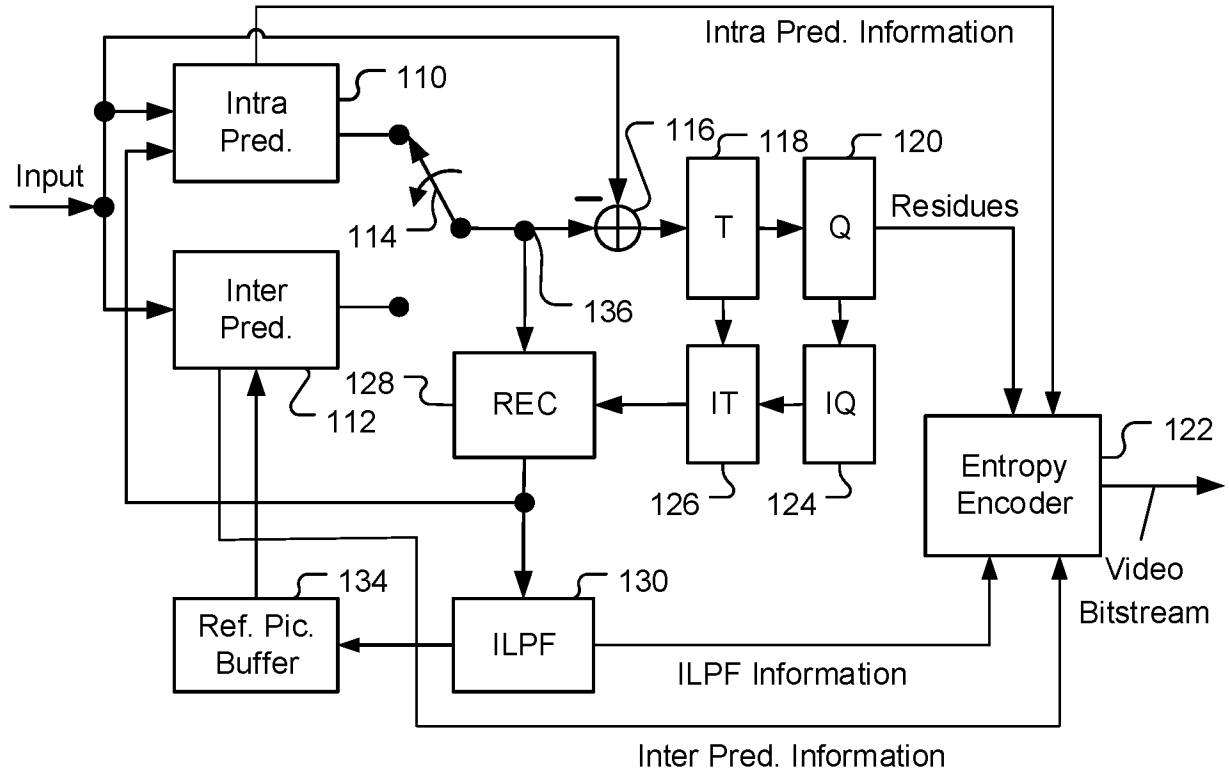 Intra Pred. Information
110
Intra
Pred.
116
118
120
Input
Residues
T
Q
114
Inter
Pred.
136
112
128
REC
IT
IQ
122
Entropy
Encoder
126
124
Video
Bitstream
134
130
Ref. Pic.
Buffer
ILPF
ILPF Information
Inter Pred. Information